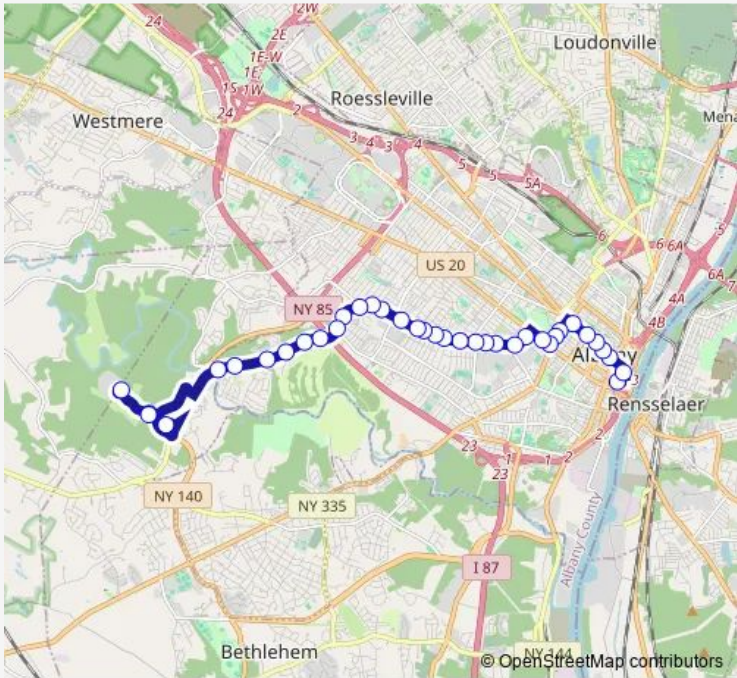 24
2W
2E
1E-W
1E;
1W
1S
2
24
Westmere
Roessleville
Loudonville
Mena
3
4
3
4
5
5
5A
6
6
6A
5
6A
7
4A
4B
US 20
NY 85
Albany
3
Rensselaer
2
NY 140
NY 335
23
23
1
1
2
I 87
Albany County
Bethlehem
NY 144
© OpenStreetMap contributors